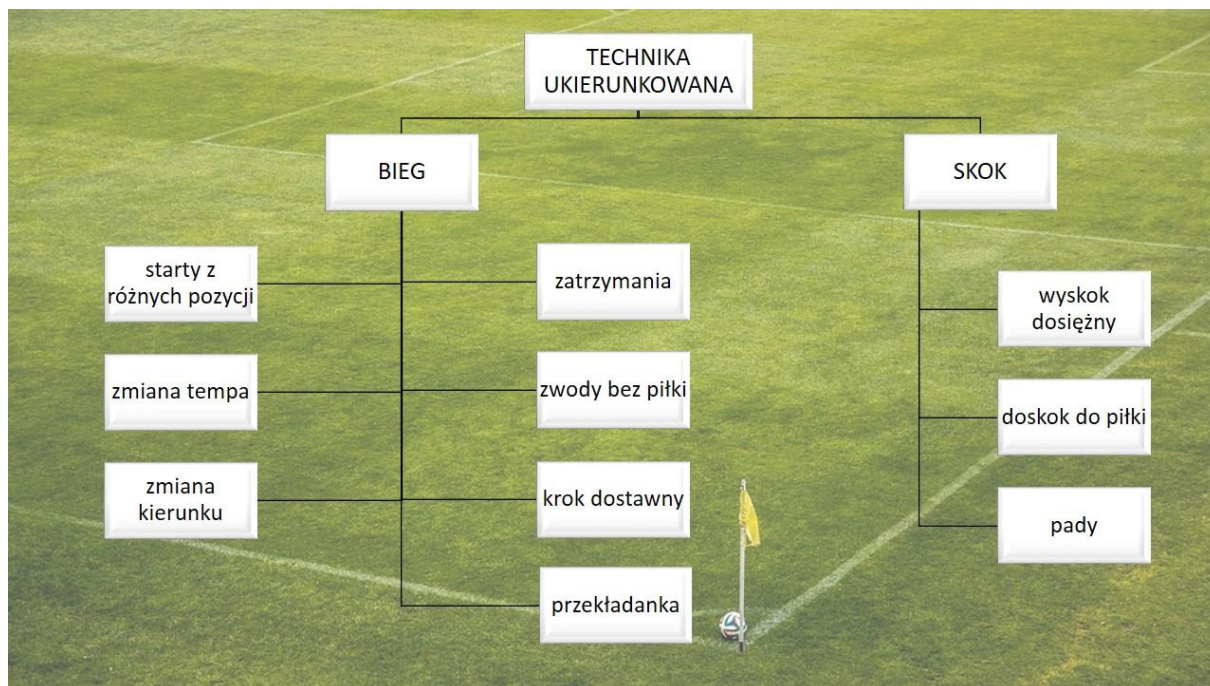 TECHNIKA
UKIERUNKOWANA
BIEG
SKOK
starty z
różnych pozycji
zmiana tempa
zmiana
kierunku
zatrzymania
zwody bez piłki
krok dostawny
przekładanka
wyskok
dosiężny
doskok do piłki
pady